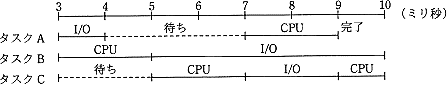 3 4 5 6 7 8 9 10 (ミリ秒)
I/O 待ち CPU 完了
タスクA
CPU I/O
タスクB
待ち CPU I/O CPU
タスクC